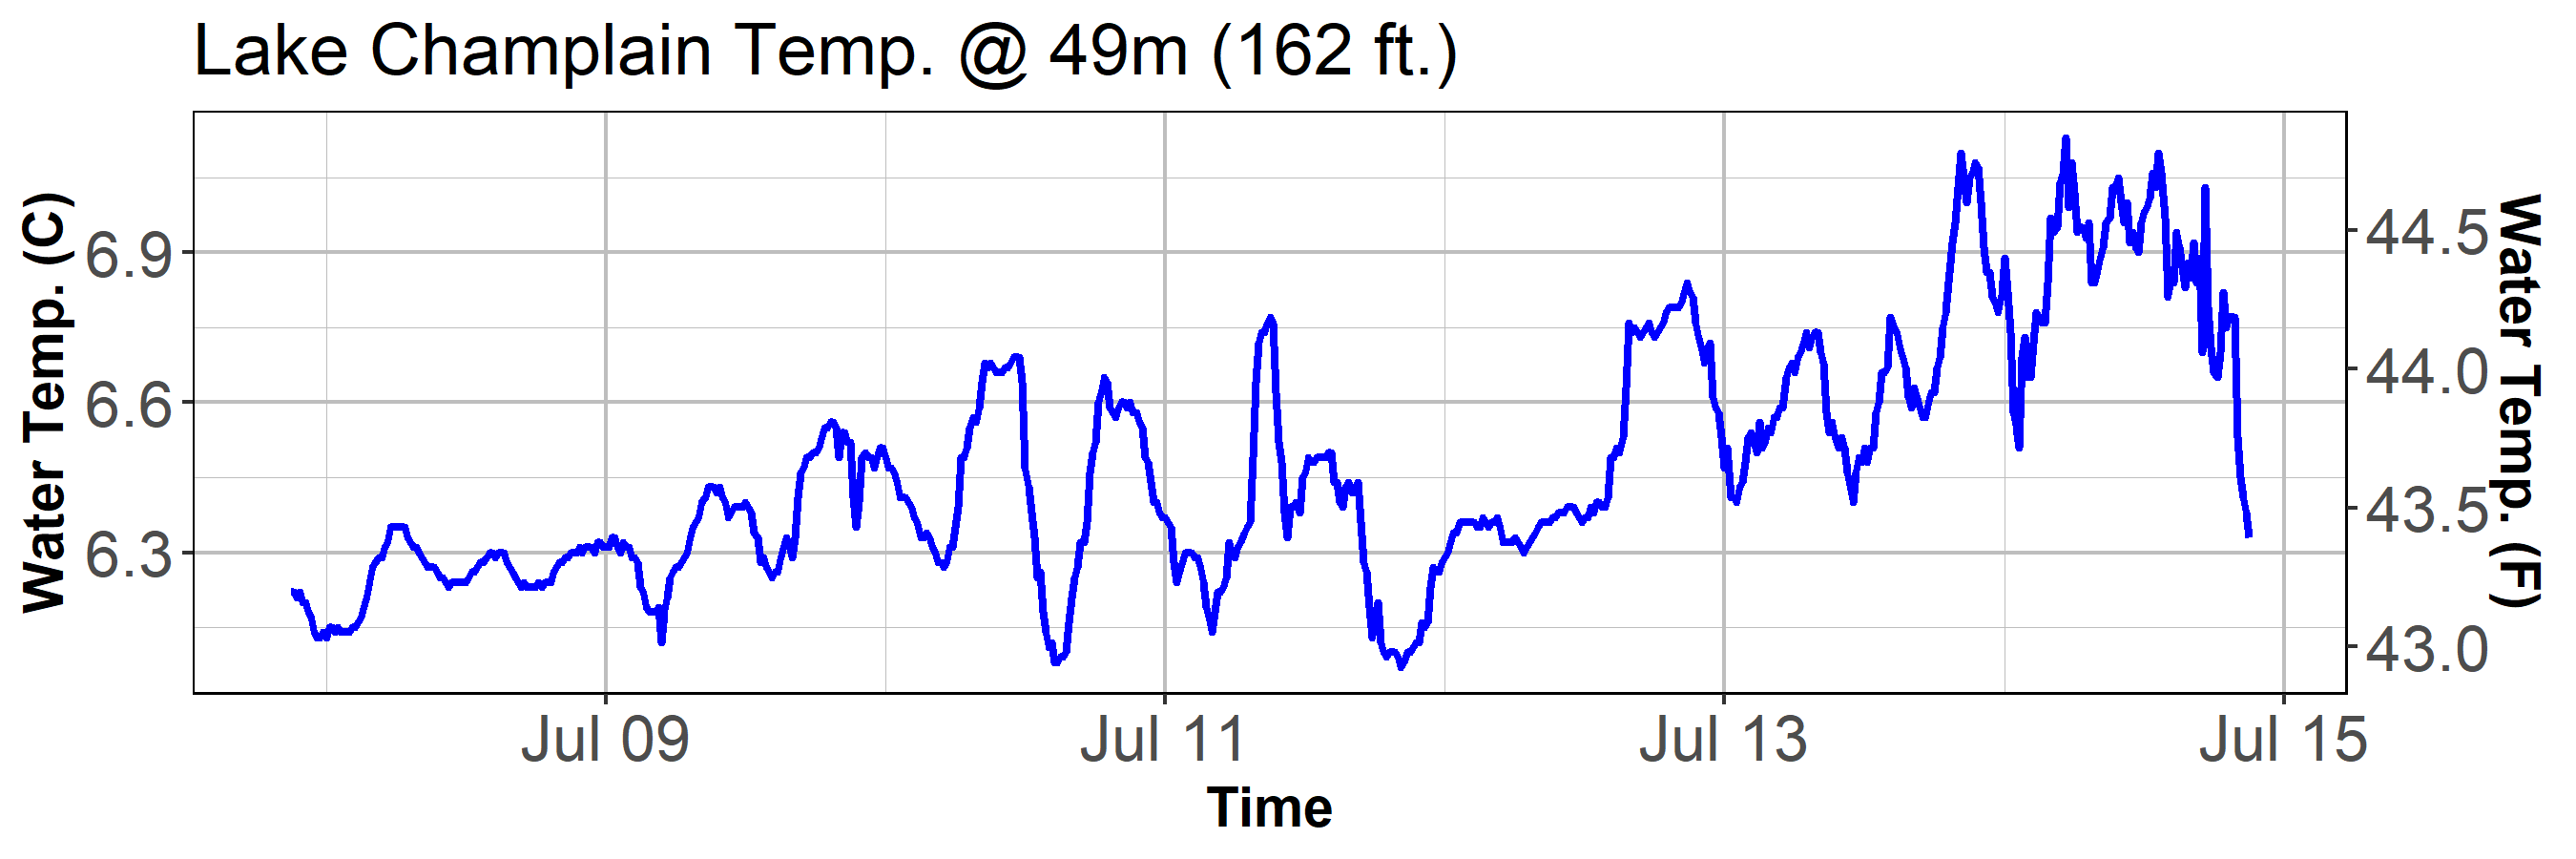 Lake Champlain Temp. @ 49m (162 ft.)
Water Temp. (C)
6.9
6.6
6.3
44.5
44.0
43.5
43.0
Water Temp. (F)
Jul 09
Jul 11
Jul 13
Jul 15
Time